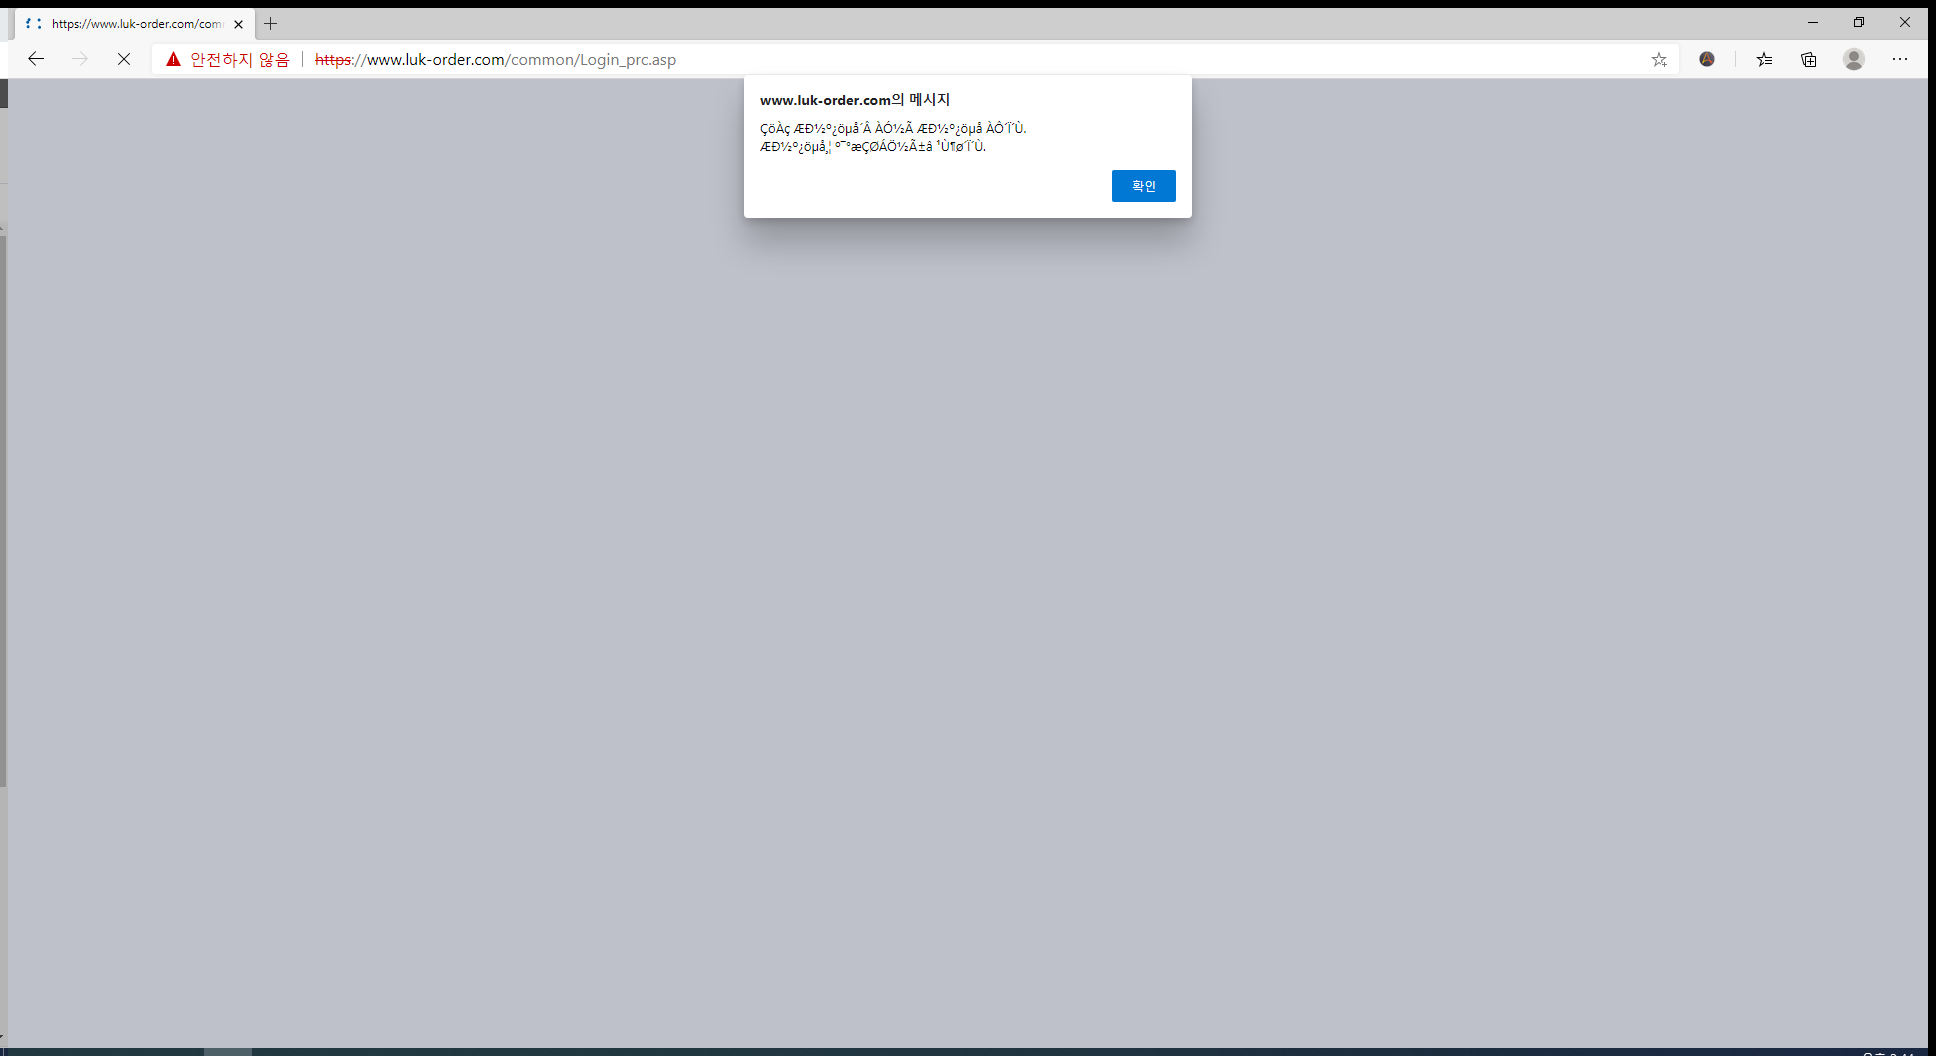 https://www.luk-order.com/com
안전하지 않음
https://www.luk-order.com/common/Login_prc.asp
www.luk-order.com의 메시지
ÇöÀç ÆÐ½º¿öµå´Â ÀÓ½Ã ÆÐ½º¿öµå ÀÔ´Ï´Ù.
ÆÐ½º¿öµå¸¦ º¯°æÇØÁÖ½Ã±â ¹Ù¶ø´Ï´Ù.
확인